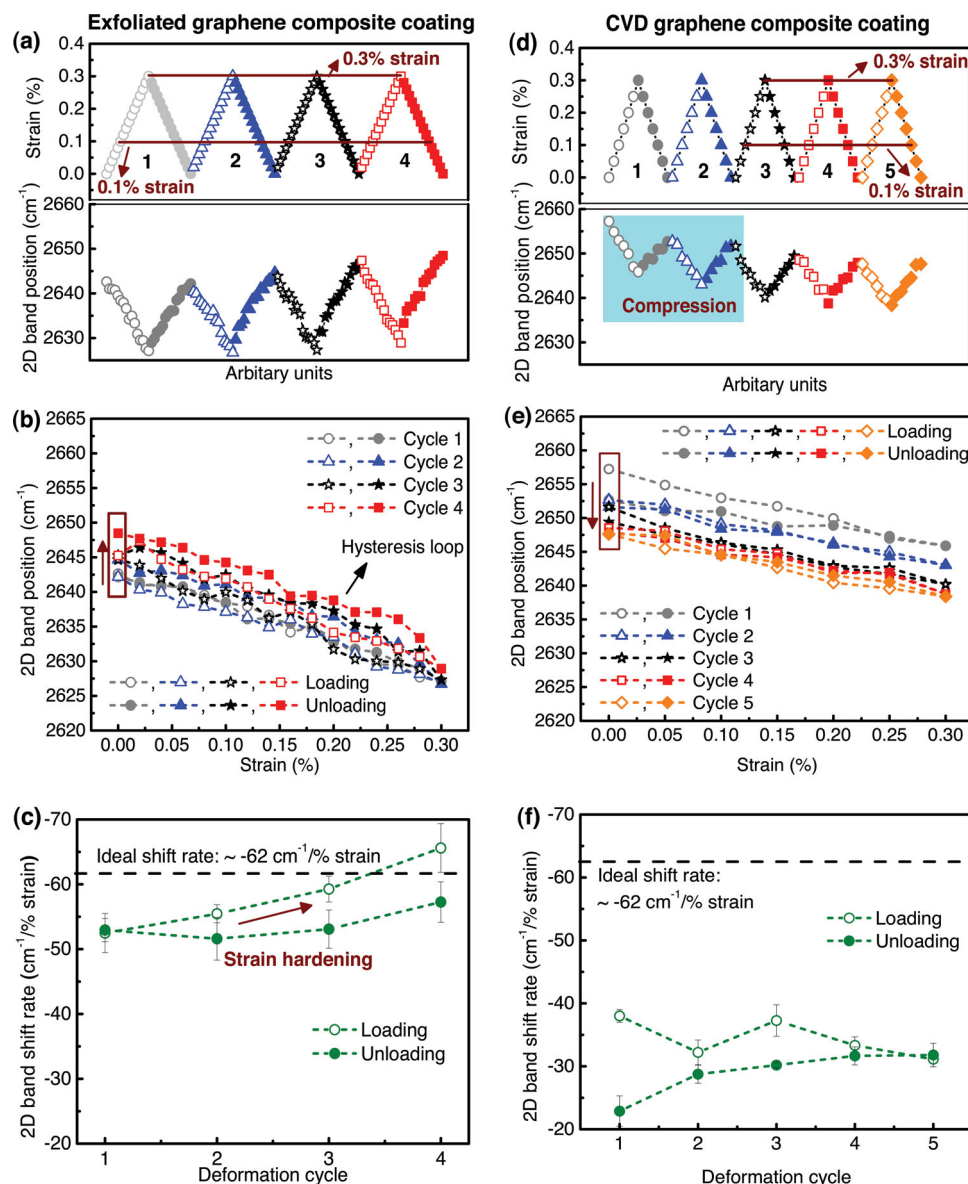 Exfoliated graphene composite coating
(a)
0.4
0.3
0.2
0.1
0.0
Strain (%)
0.3% strain
0.1% strain
1 2 3 4
2660
2650
2640
2630
2D band position (cm-1)
Arbitary units
(b)
2665
2660
2655
2650
2645
2640
2635
2630
2625
2620
2D band position (cm-1)
, Cycle 1
, Cycle 2
, Cycle 3
, Cycle 4
Hysteresis loop
, , , Loading
, , , Unloading
0.00 0.05 0.10 0.15 0.20 0.25 0.30
Strain (%)
(c)
-70
-60
-50
-40
-30
-20
2D band shift rate (cm-1/% strain)
Ideal shift rate: ~ -62 cm-1/% strain
Strain hardening
Loading
Unloading
1 2 3 4
Deformation cycle
CVD graphene composite coating
(d)
0.4
0.3
0.2
0.1
0.0
Strain (%)
0.3% strain
0.1% strain
1 2 3 4 5
2660
2650
2640
2630
2D band position (cm-1)
Compression
Arbitary units
(e)
2665
2660
2655
2650
2645
2640
2635
2630
2625
2620
2D band position (cm-1)
, , , , Loading
, , , , Unloading
, Cycle 1
, Cycle 2
, Cycle 3
, Cycle 4
, Cycle 5
0.00 0.05 0.10 0.15 0.20 0.25 0.30
Strain (%)
(f)
-70
-60
-50
-40
-30
-20
2D band shift rate (cm-1/% strain)
Ideal shift rate:
~ -62 cm-1/% strain
Loading
Unloading
1 2 3 4 5
Deformation cycle